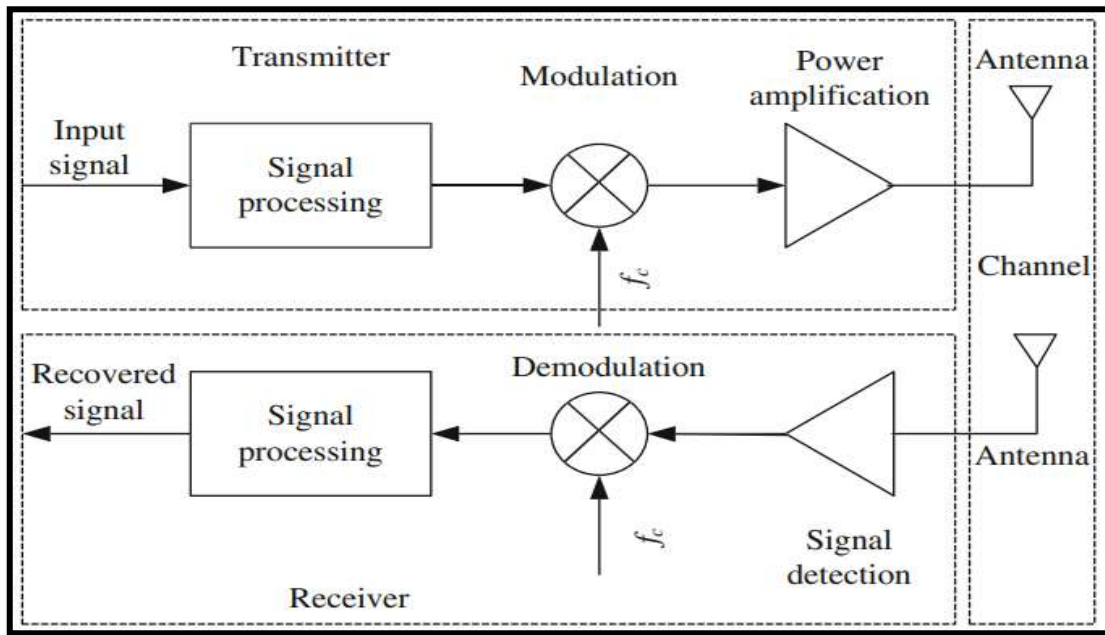 Transmitter
Modulation
Power
amplification
Antenna
Input
signal
Signal
processing
f_c
Channel
Recovered
signal
Signal
processing
Demodulation
f_c
Antenna
Signal
detection
Receiver